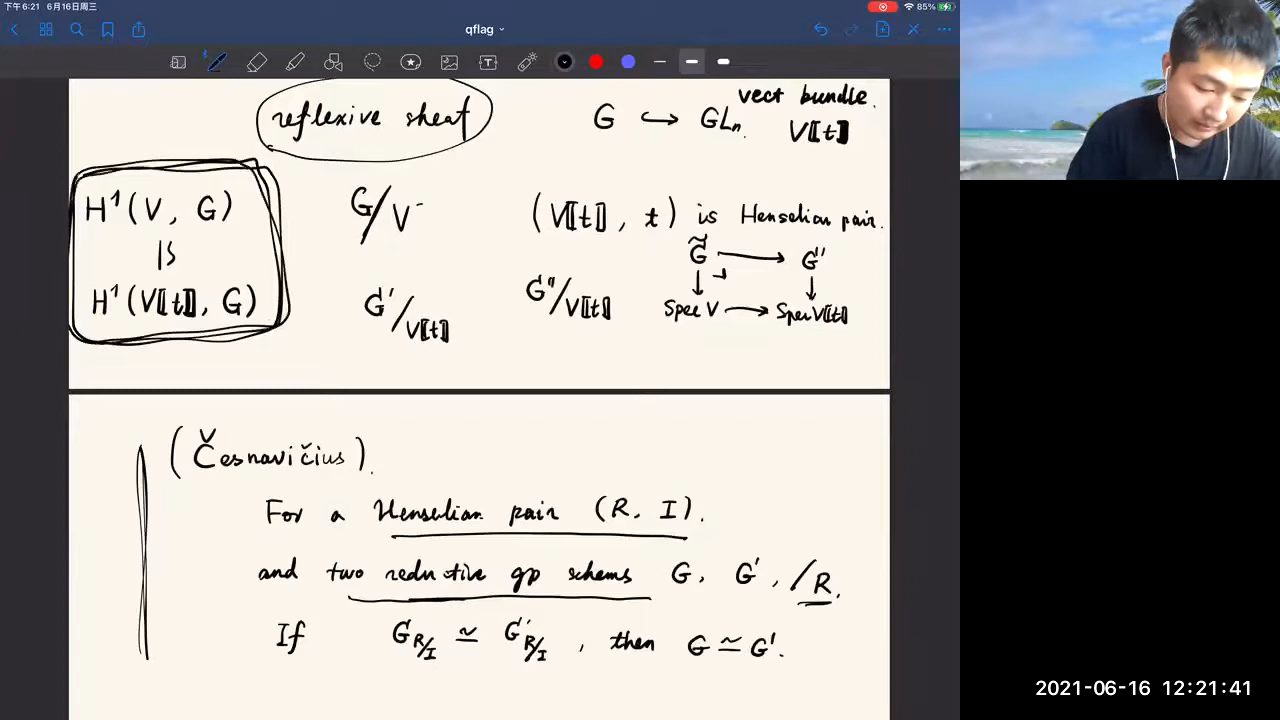 下午6:21 6月16日周三
85%
qflag
reflexive sheaf
G ↪ GLn.
vect bundle.
V⟦t⟧
H¹(V, G)
≅
H¹(V⟦t⟧, G)
G/V
G'/V⟦t⟧
(V⟦t⟧, t) is Henselian pair.
G''/V⟦t⟧
G̃ → G''
↓ ↓
Spec V → Spec V⟦t⟧
(Česnavičius).
For a Henselian pair (R, I).
and two reductive gp schems G, G', /R.
If G_{R/I} ≃ G'_{R/I}, then G ≃ G'.
2021-06-16 12:21:41